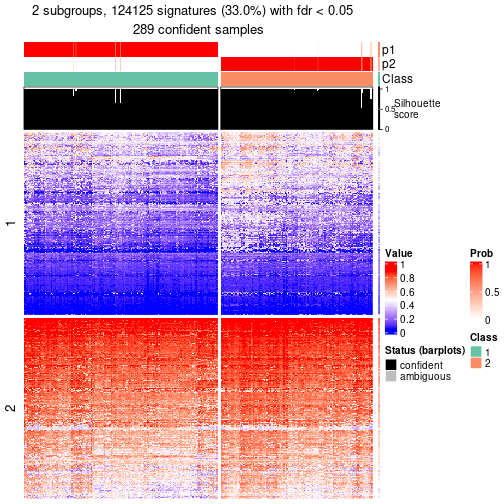 2 subgroups, 124125 signatures (33.0%) with fdr < 0.05
289 confident samples
p1
p2
Class
1
0.5
0
Silhouette
score
1
2
Value
1
0.8
0.6
0.4
0.2
0
Prob
1
0.5
0
Status (barplots)
confident
ambiguous
Class
1
2